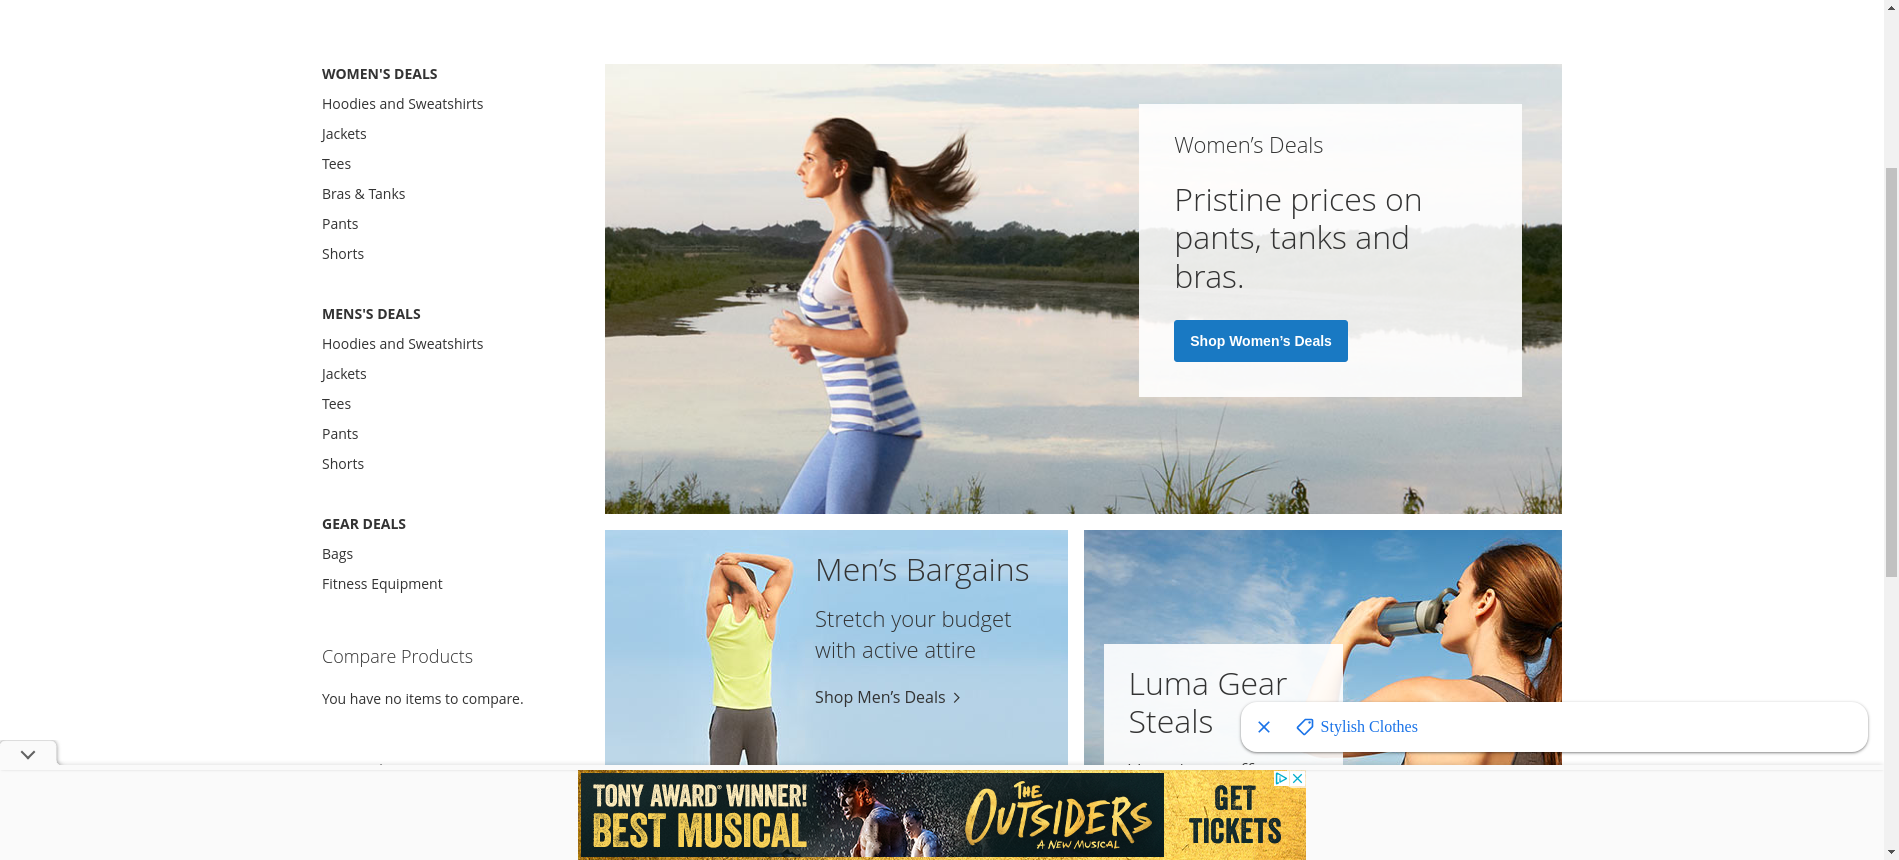 WOMEN'S DEALS
Hoodies and Sweatshirts
Jackets
Tees
Bras & Tanks
Pants
Shorts
MENS'S DEALS
Hoodies and Sweatshirts
Jackets
Tees
Pants
Shorts
GEAR DEALS
Bags
Fitness Equipment
Compare Products
You have no items to compare.
Women’s Deals
Pristine prices on
pants, tanks and
bras.
Shop Women’s Deals
Men’s Bargains
Stretch your budget
with active attire
Shop Men’s Deals
Luma Gear
Steals
Stylish Clothes
TONY AWARD WINNER!
BEST MUSICAL
THE
OUTSIDERS
A NEW MUSICAL
GET
TICKETS